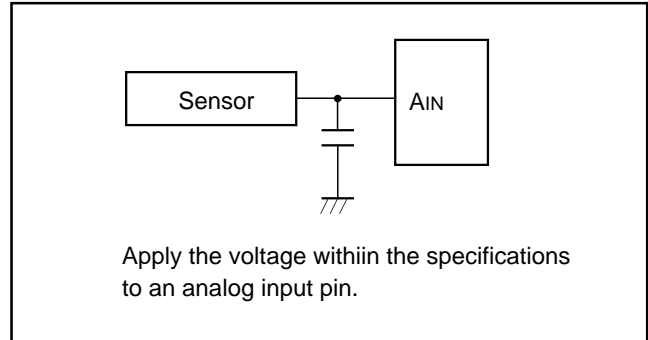 Sensor
AIN
Apply the voltage withiin the specifications
to an analog input pin.